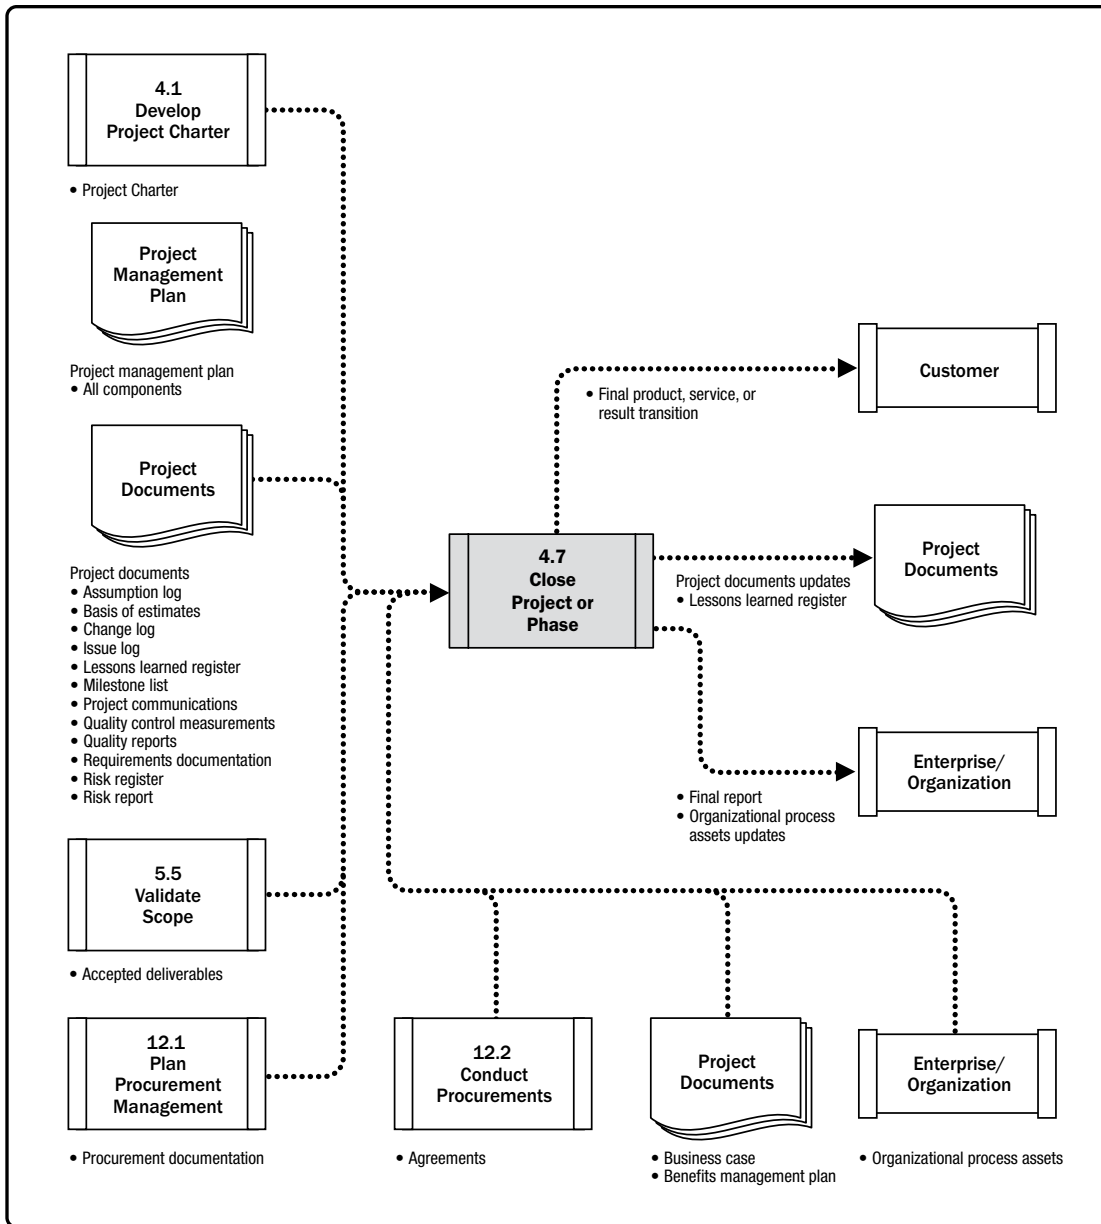 4.1
Develop
Project Charter
• Project Charter
Project
Management
Plan
Project management plan
• All components
Project
Documents
Project documents
• Assumption log
• Basis of estimates
• Change log
• Issue log
• Lessons learned register
• Milestone list
• Project communications
• Quality control measurements
• Quality reports
• Requirements documentation
• Risk register
• Risk report
5.5
Validate
Scope
• Accepted deliverables
12.1
Plan
Procurement
Management
• Procurement documentation
4.7
Close
Project or
Phase
• Final product, service, or
result transition
Customer
Project documents updates
• Lessons learned register
Project
Documents
• Final report
• Organizational process
assets updates
Enterprise/
Organization
12.2
Conduct
Procurements
• Agreements
Project
Documents
• Business case
• Benefits management plan
Enterprise/
Organization
• Organizational process assets